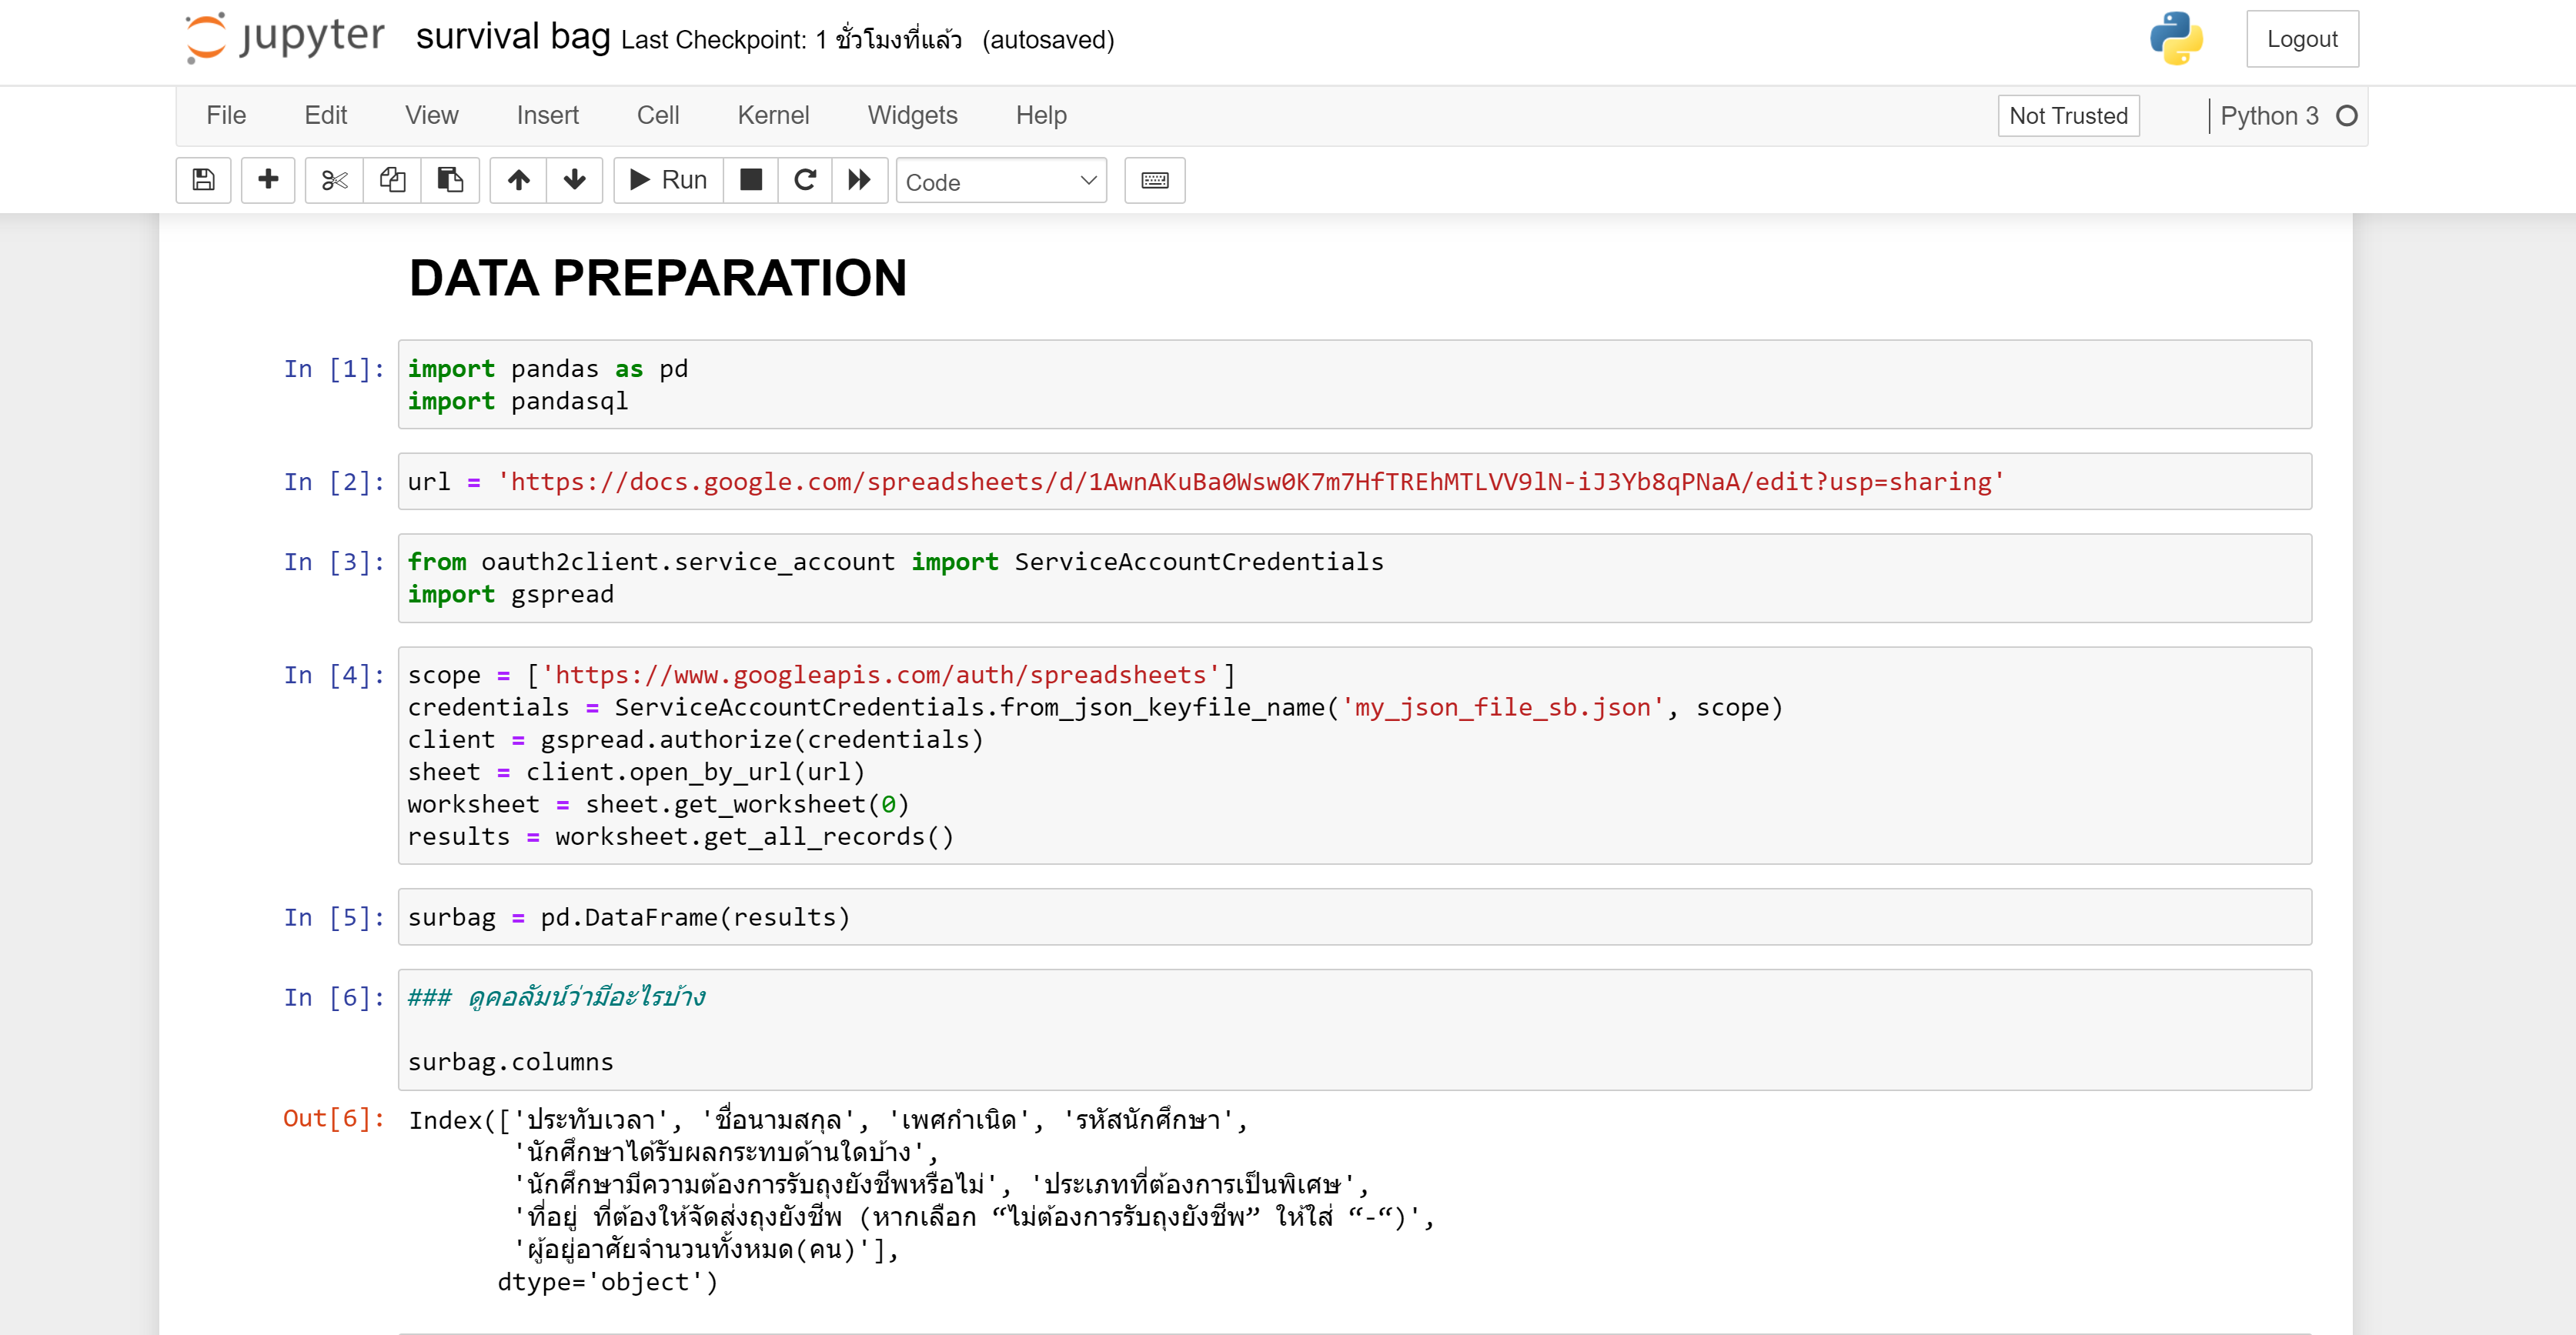 jupyter survival bag Last Checkpoint: 1 ชั่วโมงที่แล้ว (autosaved) Logout
File Edit View Insert Cell Kernel Widgets Help Not Trusted Python 3
Run Code
DATA PREPARATION
In [1]: import pandas as pd
import pandasql
In [2]: url = 'https://docs.google.com/spreadsheets/d/1AwnAKuBa0Wsw0K7m7HfTREhMTLVV9lN-iJ3Yb8qPNaA/edit?usp=sharing'
In [3]: from oauth2client.service_account import ServiceAccountCredentials
import gspread
In [4]: scope = ['https://www.googleapis.com/auth/spreadsheets']
credentials = ServiceAccountCredentials.from_json_keyfile_name('my_json_file_sb.json', scope)
client = gspread.authorize(credentials)
sheet = client.open_by_url(url)
worksheet = sheet.get_worksheet(0)
results = worksheet.get_all_records()
In [5]: surbag = pd.DataFrame(results)
In [6]: ### ดูคอลัมน์ว่ามีอะไรบ้าง
surbag.columns
Out[6]: Index(['ประทับเวลา', 'ชื่อนามสกุล', 'เพศกำเนิด', 'รหัสนักศึกษา',
'นักศึกษาได้รับผลกระทบด้านใดบ้าง',
'นักศึกษามีความต้องการรับถุงยังชีพหรือไม่', 'ประเภทที่ต้องการเป็นพิเศษ',
'ที่อยู่ ที่ต้องให้จัดส่งถุงยังชีพ (หากเลือก “ไม่ต้องการรับถุงยังชีพ” ให้ใส่ “-“)',
'ผู้อยู่อาศัยจำนวนทั้งหมด(คน)'],
dtype='object')